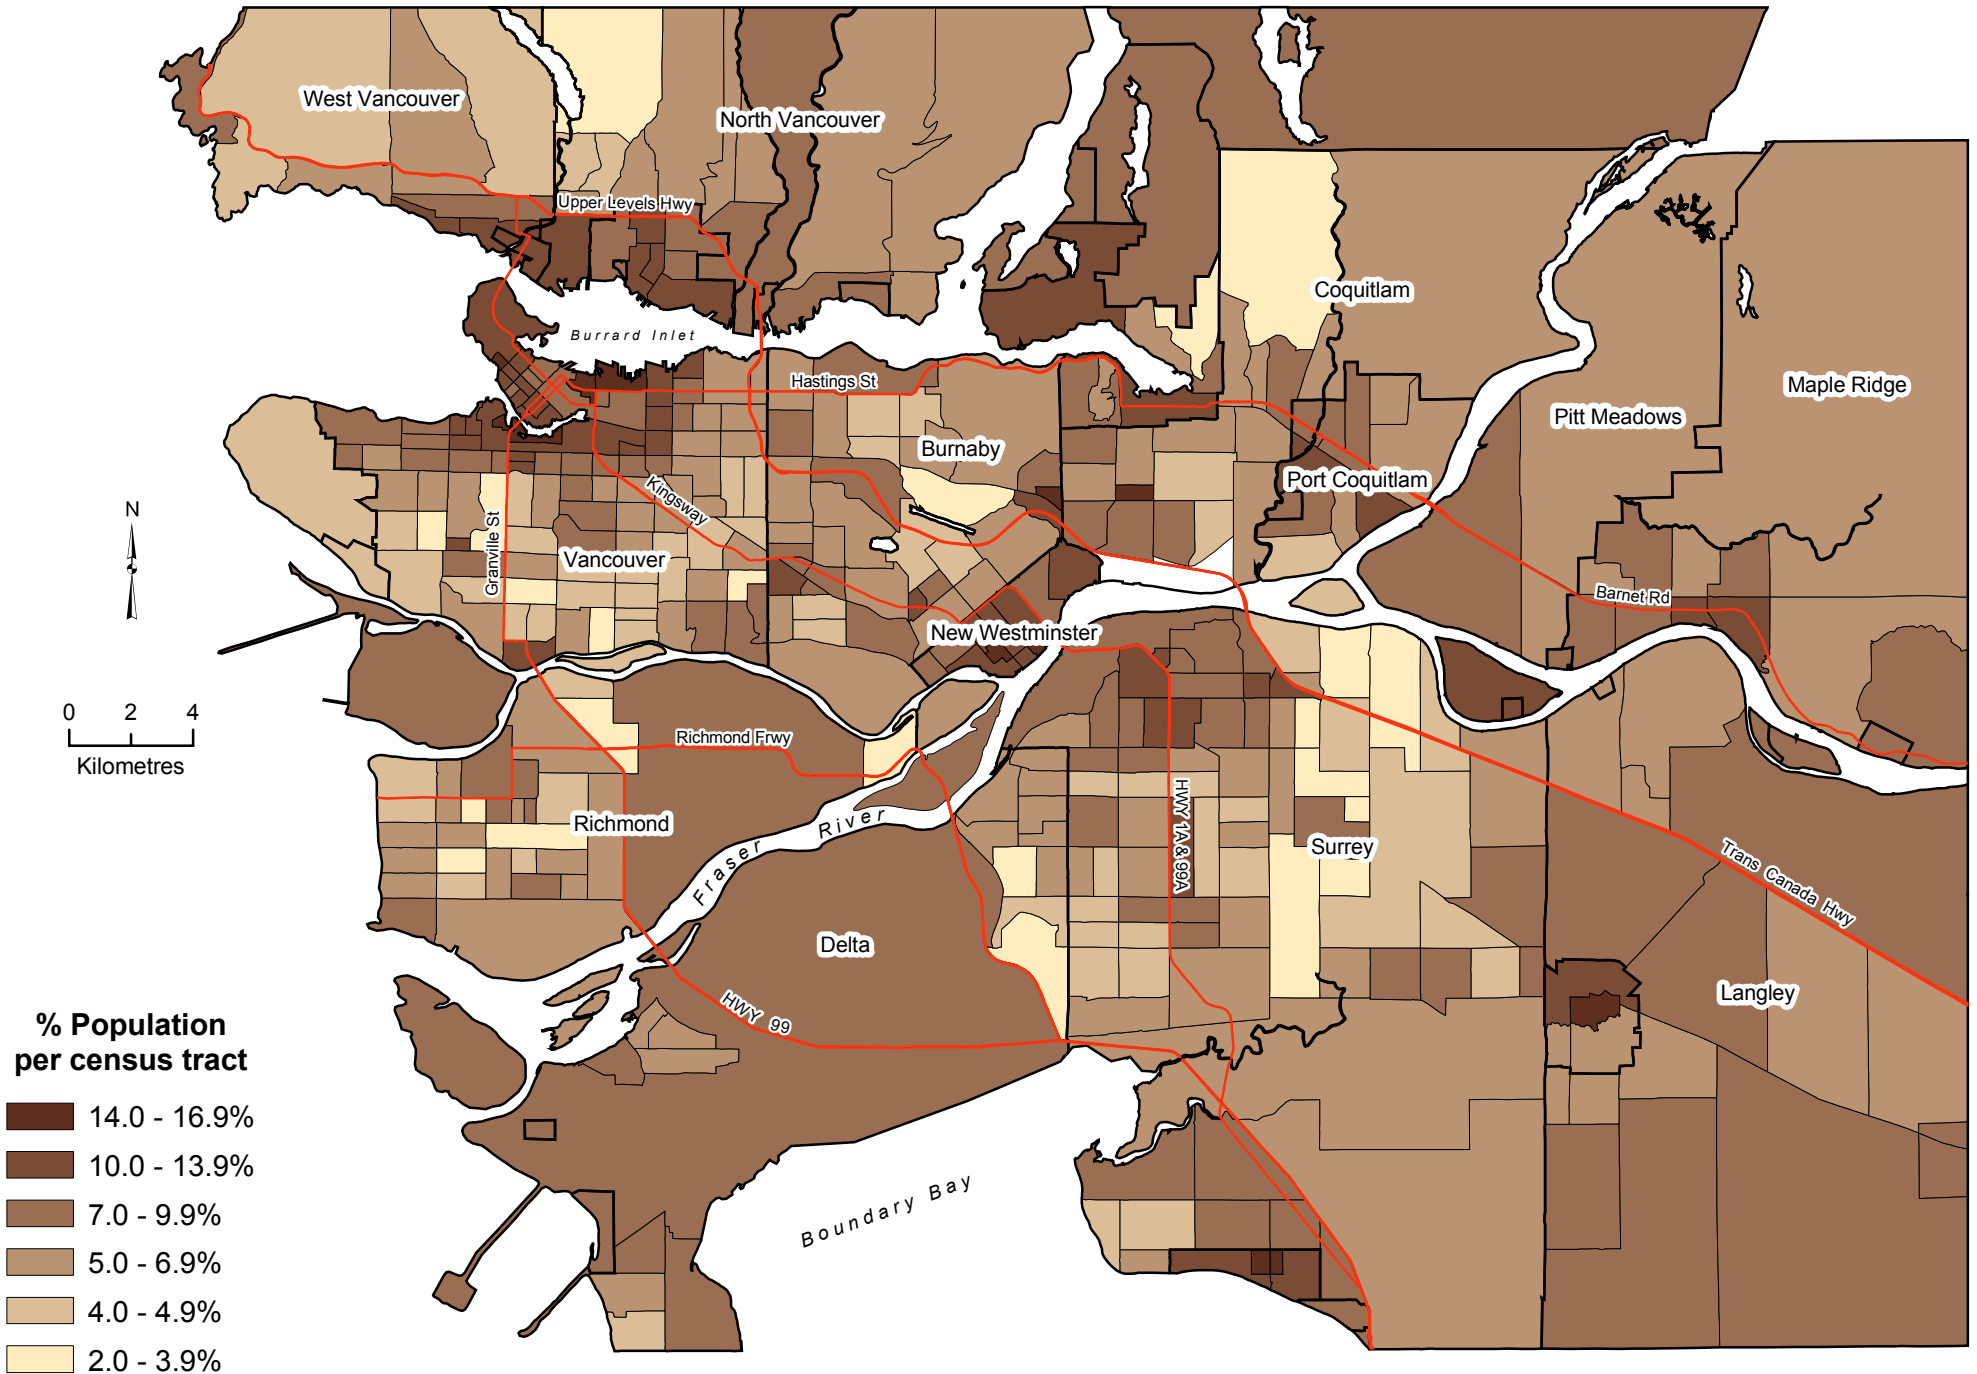 West Vancouver
North Vancouver
Upper Levels Hwy
Coquitlam
Burrard Inlet
Hastings St
Maple Ridge
Pitt Meadows
Burnaby
Port Coquitlam
Kingsway
N
Granville St
Vancouver
Barnet Rd
New Westminster
0 2 4
Kilometres
Richmond Frwy
HWY 1A & 99A
Richmond
Fraser River
Surrey
Trans Canada Hwy
Delta
Langley
HWY 99
Boundary Bay
% Population
per census tract
14.0 - 16.9%
10.0 - 13.9%
7.0 - 9.9%
5.0 - 6.9%
4.0 - 4.9%
2.0 - 3.9%